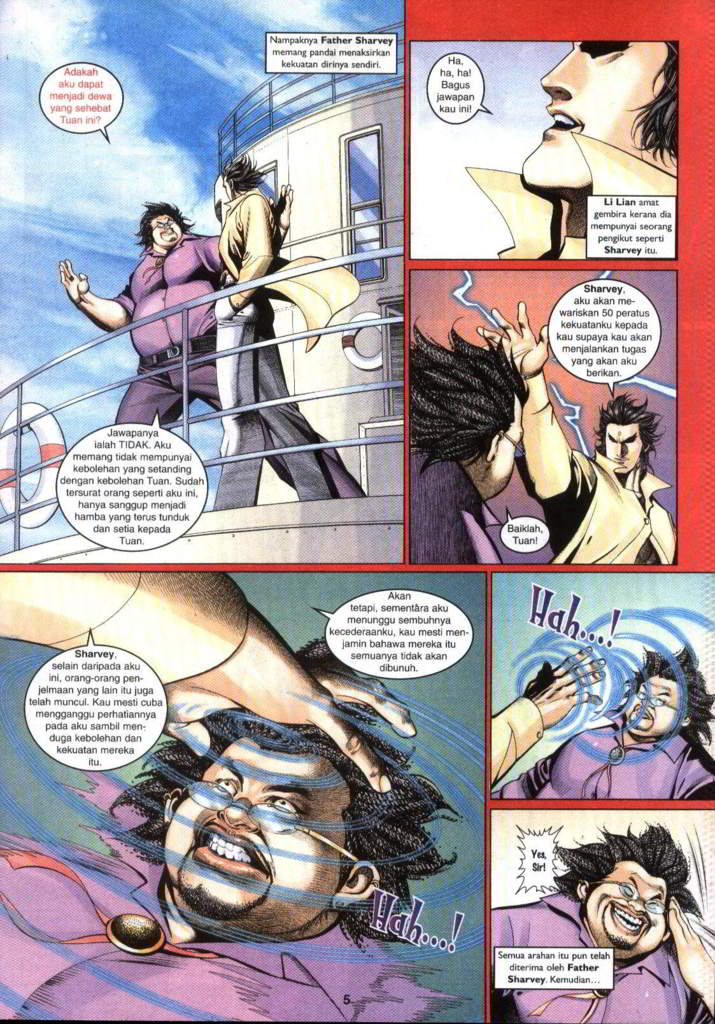 Nampaknya Father Sharvey
memang pandai menaksirkan
kekuatan dirinya sendiri.
Adakah
aku dapat
menjadi dewa
yang sehebat
Tuan ini?
Jawapanya
ialah TIDAK. Aku
memang tidak mempunyai
kebolehan yang setanding
dengan kebolehan Tuan. Sudah
tersurat orang seperti aku ini,
hanya sanggup menjadi
hamba yang terus tunduk
dan setia kepada
Tuan.
Ha,
ha, ha!
Bagus
jawapan
kau ini!
Li Lian amat
gembira kerana dia
mempunyai seorang
pengikut seperti
Sharvey itu.
Sharvey,
aku akan me-
wariskan 50 peratus
kekuatanku kepada
kau supaya kau akan
menjalankan tugas
yang akan aku
berikan.
Baiklah,
Tuan!
Sharvey,
selain daripada aku
ini, orang-orang pen-
jelmaan yang lain itu juga
telah muncul. Kau mesti cuba
mengganggu perhatiannya
pada aku sambil men-
duga kebolehan dan
kekuatan mereka
itu.
Akan
tetapi, sementara aku
menunggu sembuhnya
kecederaanku, kau mesti men-
jamin bahawa mereka itu
semuanya tidak akan
dibunuh.
Hah....!
Hah....!
Yes,
Sir!
Semua arahan itu pun telah
diterima oleh Father
Sharvey. Kemudian...
5